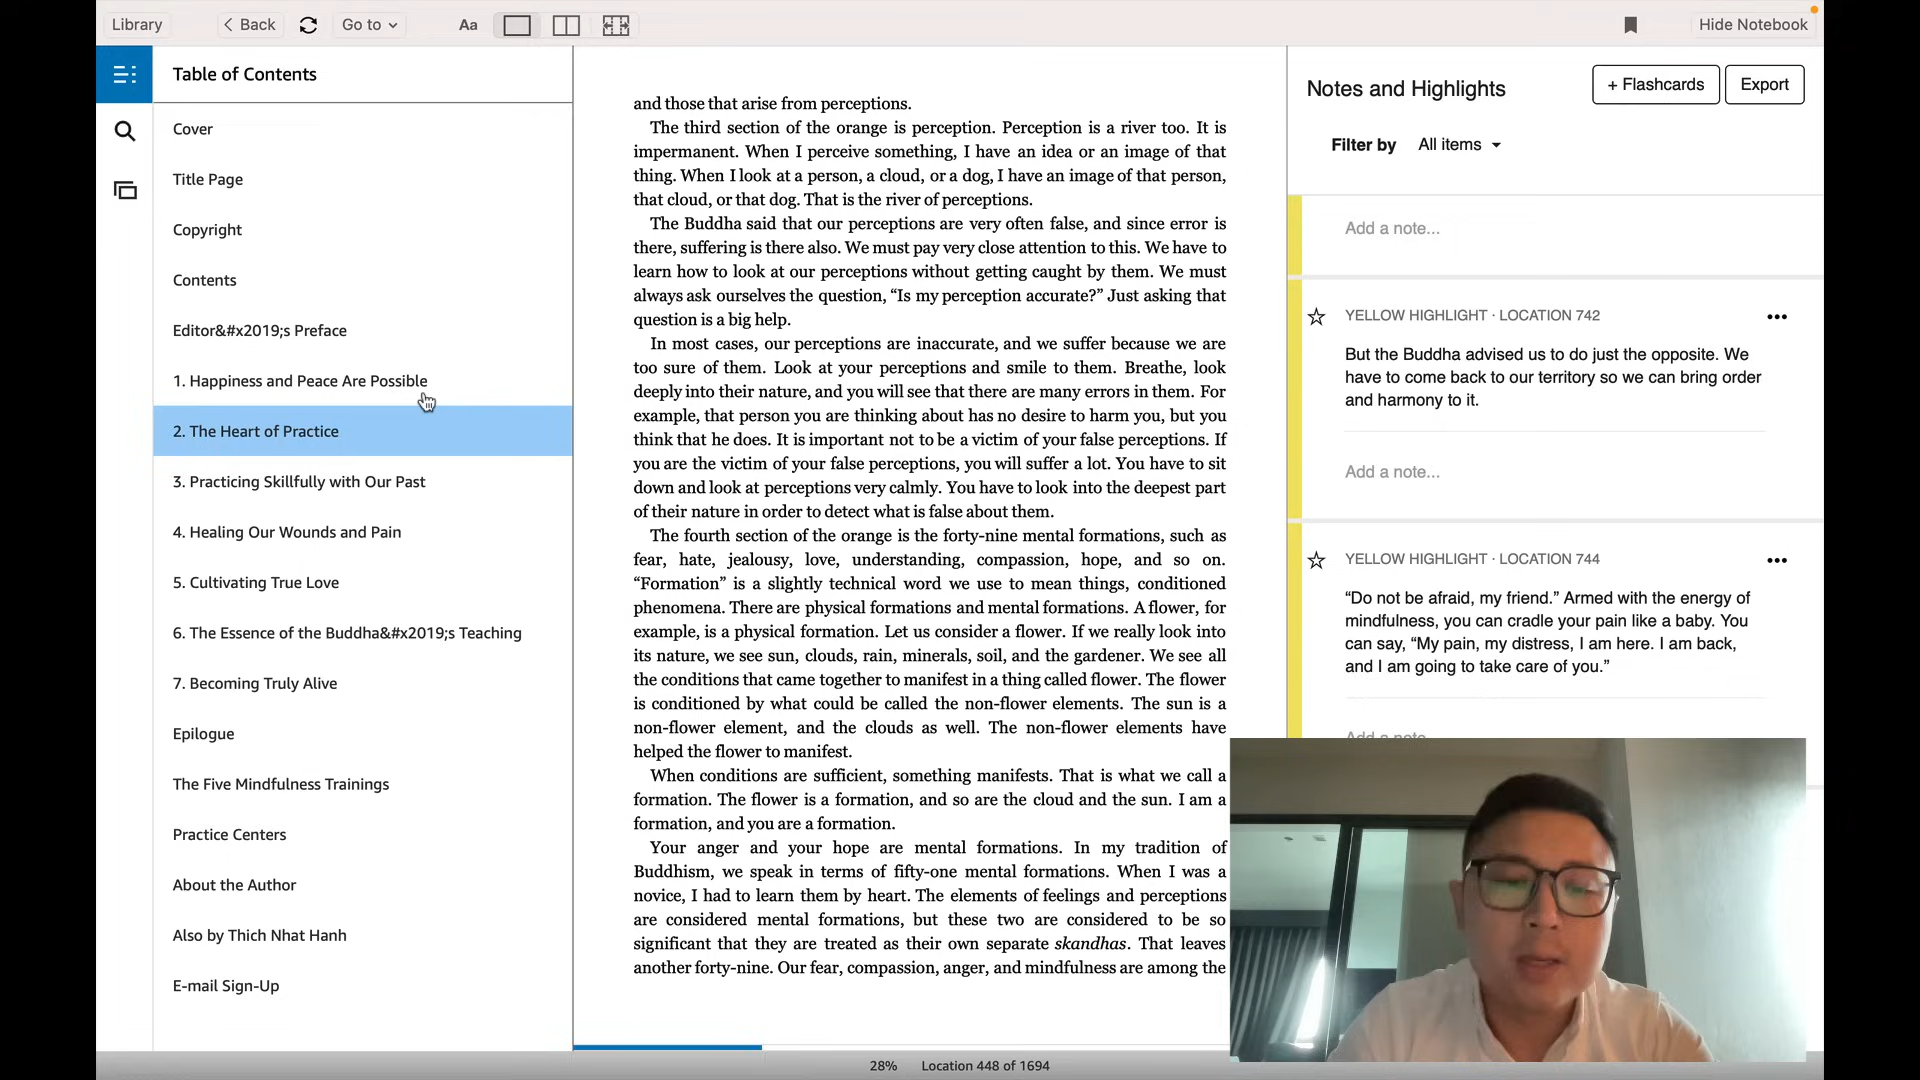 Library
Back
Go to
Aa
Hide Notebook
Table of Contents
Cover
Title Page
Copyright
Contents
Editor&#x2019;s Preface
1. Happiness and Peace Are Possible
2. The Heart of Practice
3. Practicing Skillfully with Our Past
4. Healing Our Wounds and Pain
5. Cultivating True Love
6. The Essence of the Buddha&#x2019;s Teaching
7. Becoming Truly Alive
Epilogue
The Five Mindfulness Trainings
Practice Centers
About the Author
Also by Thich Nhat Hanh
E-mail Sign-Up
and those that arise from perceptions.
The third section of the orange is perception. Perception is a river too. It is
impermanent. When I perceive something, I have an idea or an image of that
thing. When I look at a person, a cloud, or a dog, I have an image of that person,
that cloud, or that dog. That is the river of perceptions.
The Buddha said that our perceptions are very often false, and since error is
there, suffering is there also. We must pay very close attention to this. We have to
learn how to look at our perceptions without getting caught by them. We must
always ask ourselves the question, “Is my perception accurate?” Just asking that
question is a big help.
In most cases, our perceptions are inaccurate, and we suffer because we are
too sure of them. Look at your perceptions and smile to them. Breathe, look
deeply into their nature, and you will see that there are many errors in them. For
example, that person you are thinking about has no desire to harm you, but you
think that he does. It is important not to be a victim of your false perceptions. If
you are the victim of your false perceptions, you will suffer a lot. You have to sit
down and look at perceptions very calmly. You have to look into the deepest part
of their nature in order to detect what is false about them.
The fourth section of the orange is the forty-nine mental formations, such as
fear, hate, jealousy, love, understanding, compassion, hope, and so on.
“Formation” is a slightly technical word we use to mean things, conditioned
phenomena. There are physical formations and mental formations. A flower, for
example, is a physical formation. Let us consider a flower. If we really look into
its nature, we see sun, clouds, rain, minerals, soil, and the gardener. We see all
the conditions that came together to manifest in a thing called flower. The flower
is conditioned by what could be called the non-flower elements. The sun is a
non-flower element, and the clouds as well. The non-flower elements have
helped the flower to manifest.
When conditions are sufficient, something manifests. That is what we call a
formation. The flower is a formation, and so are the cloud and the sun. I am a
formation, and you are a formation.
Your anger and your hope are mental formations. In my tradition of
Buddhism, we speak in terms of fifty-one mental formations. When I was a
novice, I had to learn them by heart. The elements of feelings and perceptions
are considered mental formations, but these two are considered to be so
significant that they are treated as their own separate skandhas. That leaves
another forty-nine. Our fear, compassion, anger, and mindfulness are among the
28% Location 448 of 1694
Notes and Highlights
+ Flashcards
Export
Filter by All items
Add a note...
YELLOW HIGHLIGHT · LOCATION 742
But the Buddha advised us to do just the opposite. We
have to come back to our territory so we can bring order
and harmony to it.
Add a note...
YELLOW HIGHLIGHT · LOCATION 744
“Do not be afraid, my friend.” Armed with the energy of
mindfulness, you can cradle your pain like a baby. You
can say, “My pain, my distress, I am here. I am back,
and I am going to take care of you.”
Add a note...